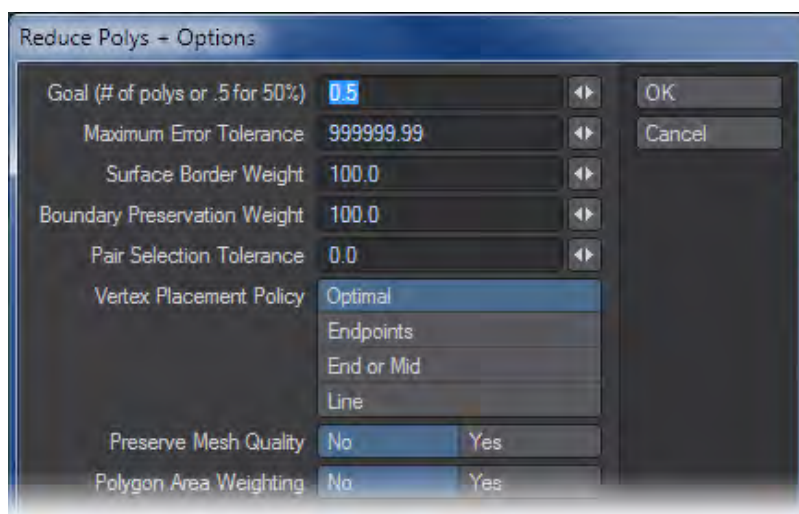 Reduce Polys + Options
Goal (# of polys or .5 for 50%) 0.5 OK
Maximum Error Tolerance 999999.99 Cancel
Surface Border Weight 100.0
Boundary Preservation Weight 100.0
Pair Selection Tolerance 0.0
Vertex Placement Policy Optimal
Endpoints
End or Mid
Line
Preserve Mesh Quality No Yes
Polygon Area Weighting No Yes